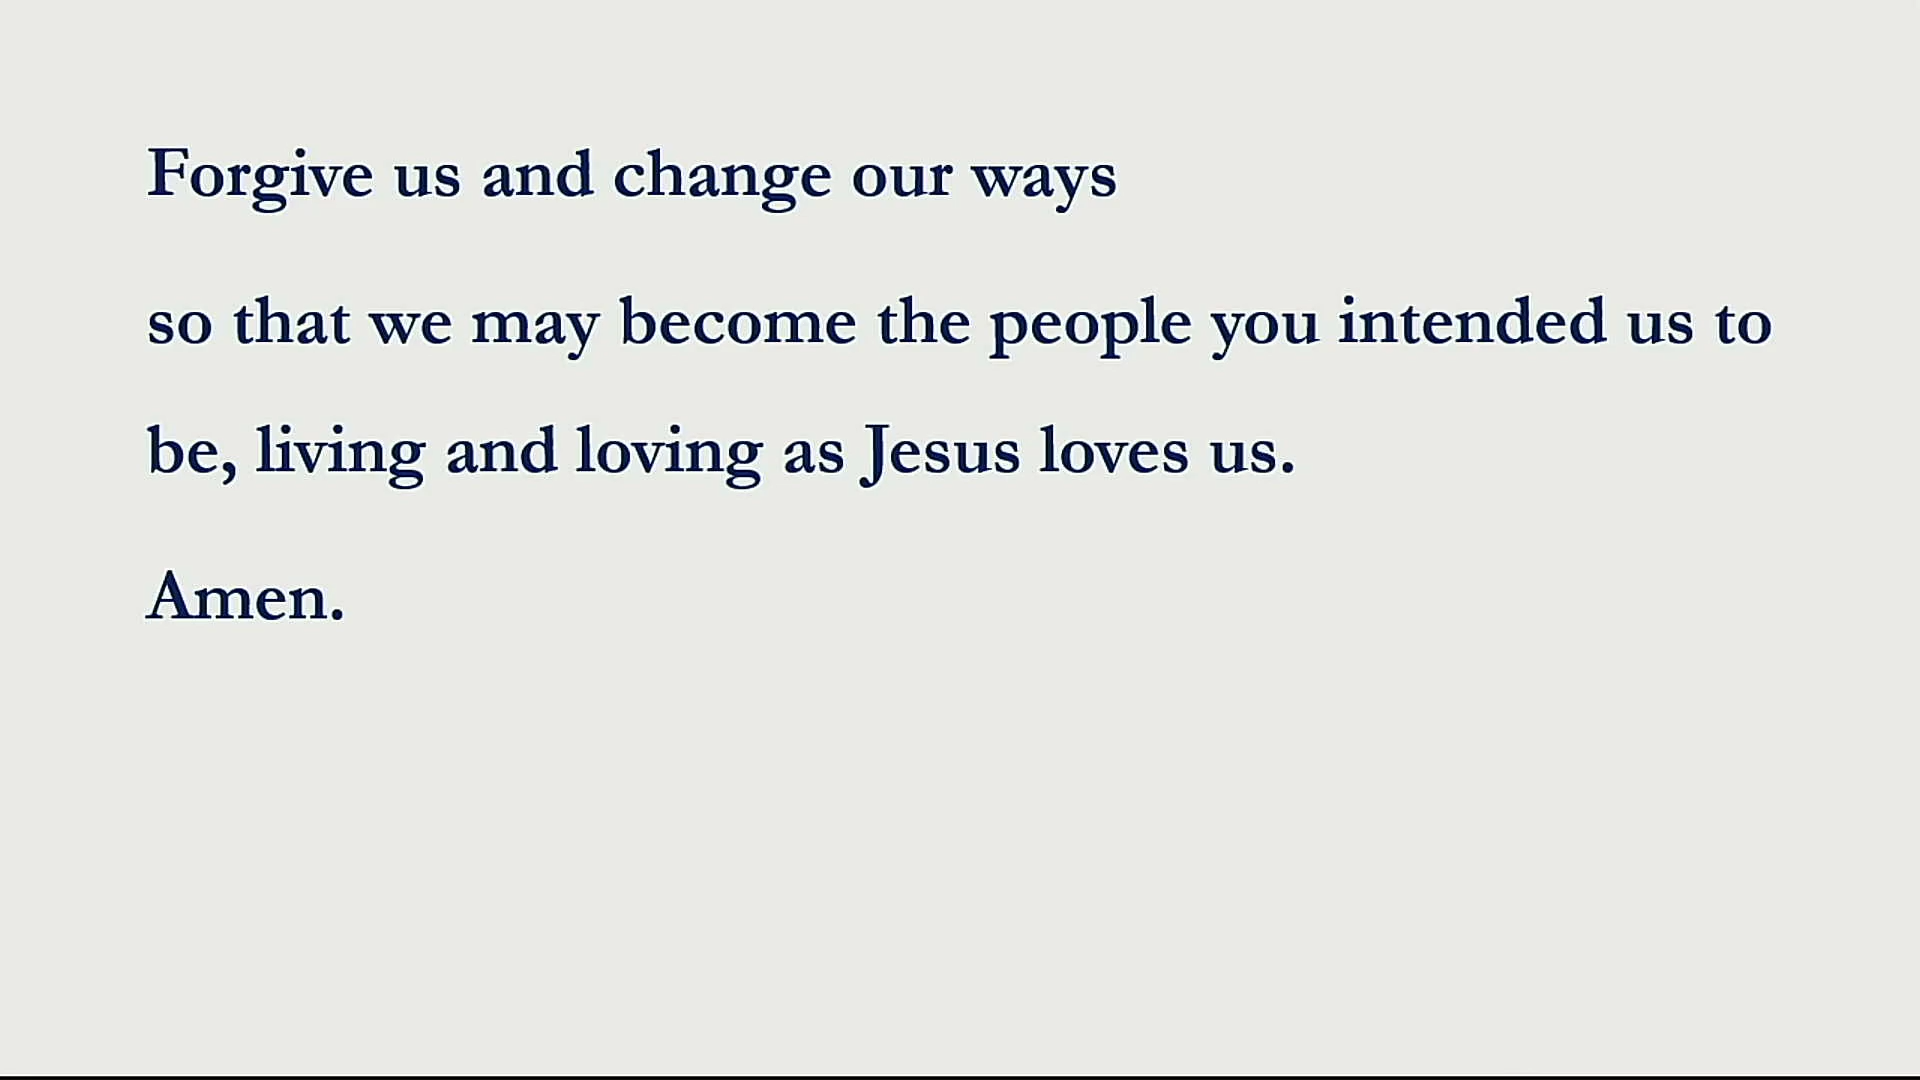 Forgive us and change our ways
so that we may become the people you intended us to
be, living and loving as Jesus loves us.
Amen.